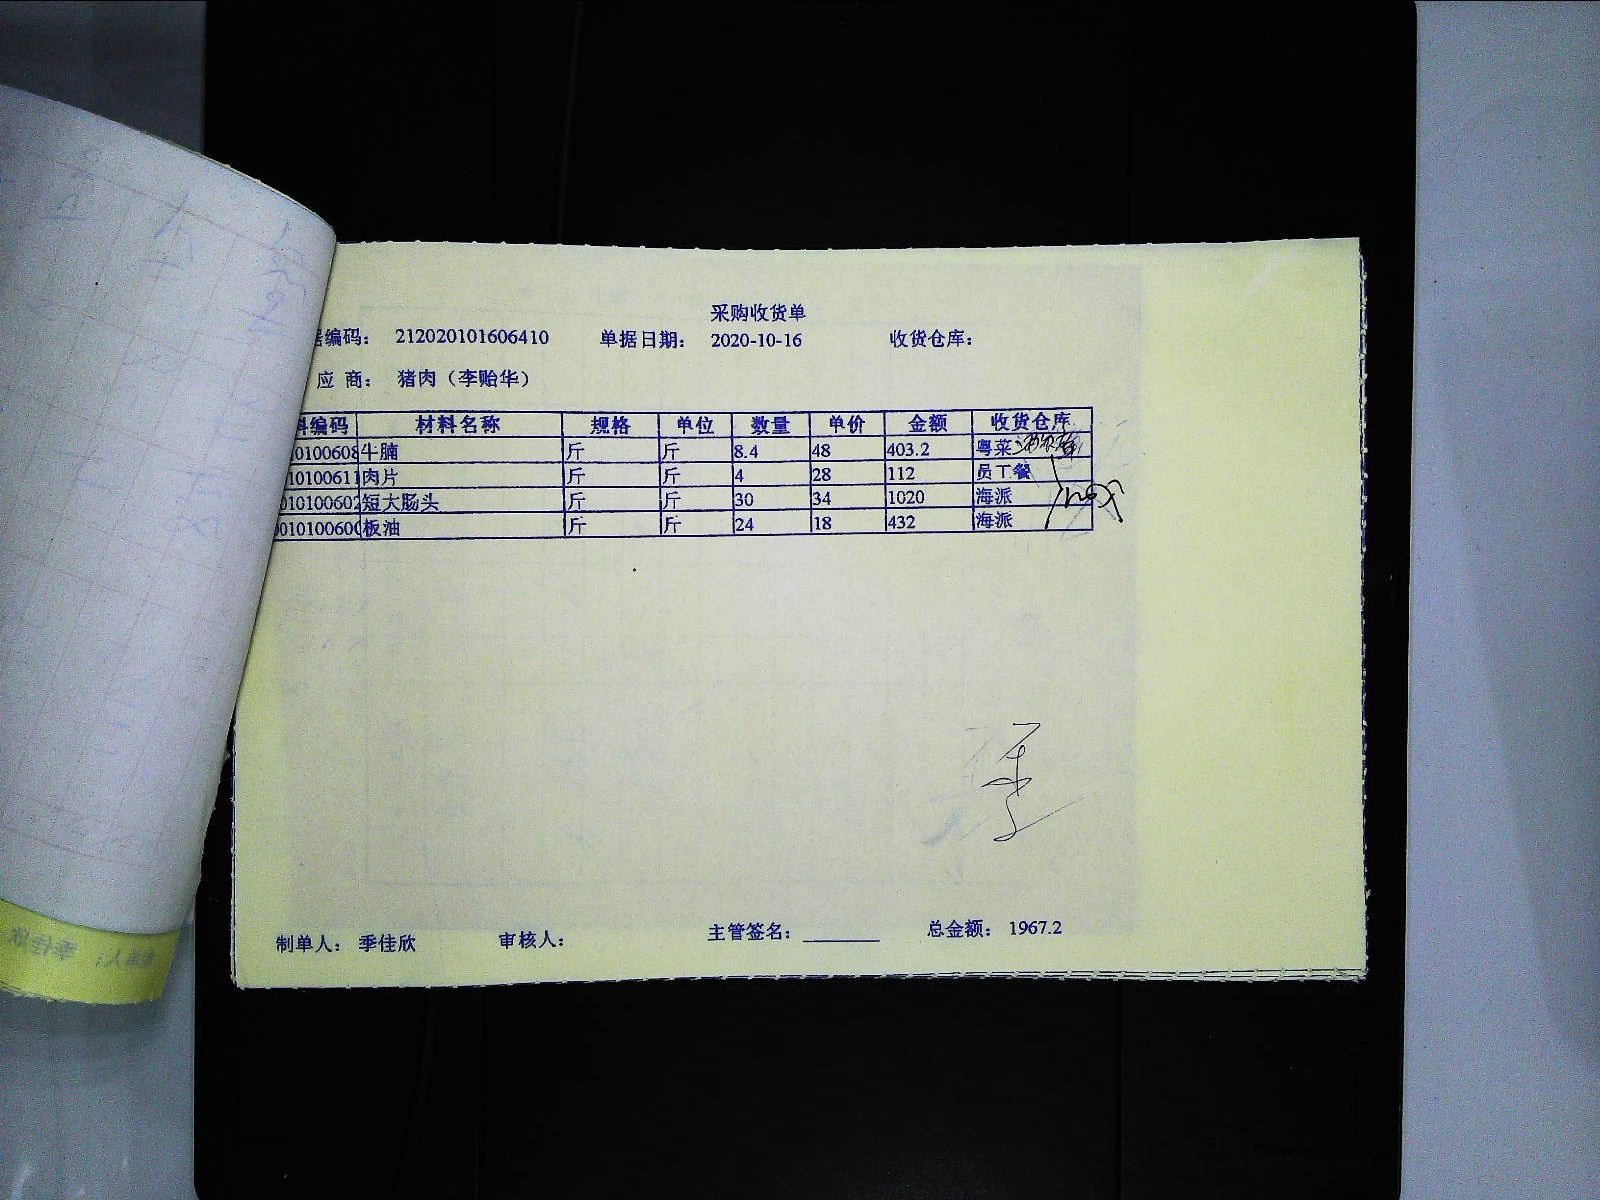 采购收货单
据编码： 212020101606410 单据日期： 2020-10-16 收货仓库：
应 商： 猪肉（李贻华）
料编码 材料名称 规格 单位 数量 单价 金额 收货仓库
010100608 牛腩 斤 斤 8.4 48 403.2 粤菜
010100611 肉片 斤 斤 4 28 112 员工餐
010100602 短大肠头 斤 斤 30 34 1020 海派
010100600 板油 斤 斤 24 18 432 海派
制单人： 季佳欣 审核人： 主管签名： 总金额： 1967.2